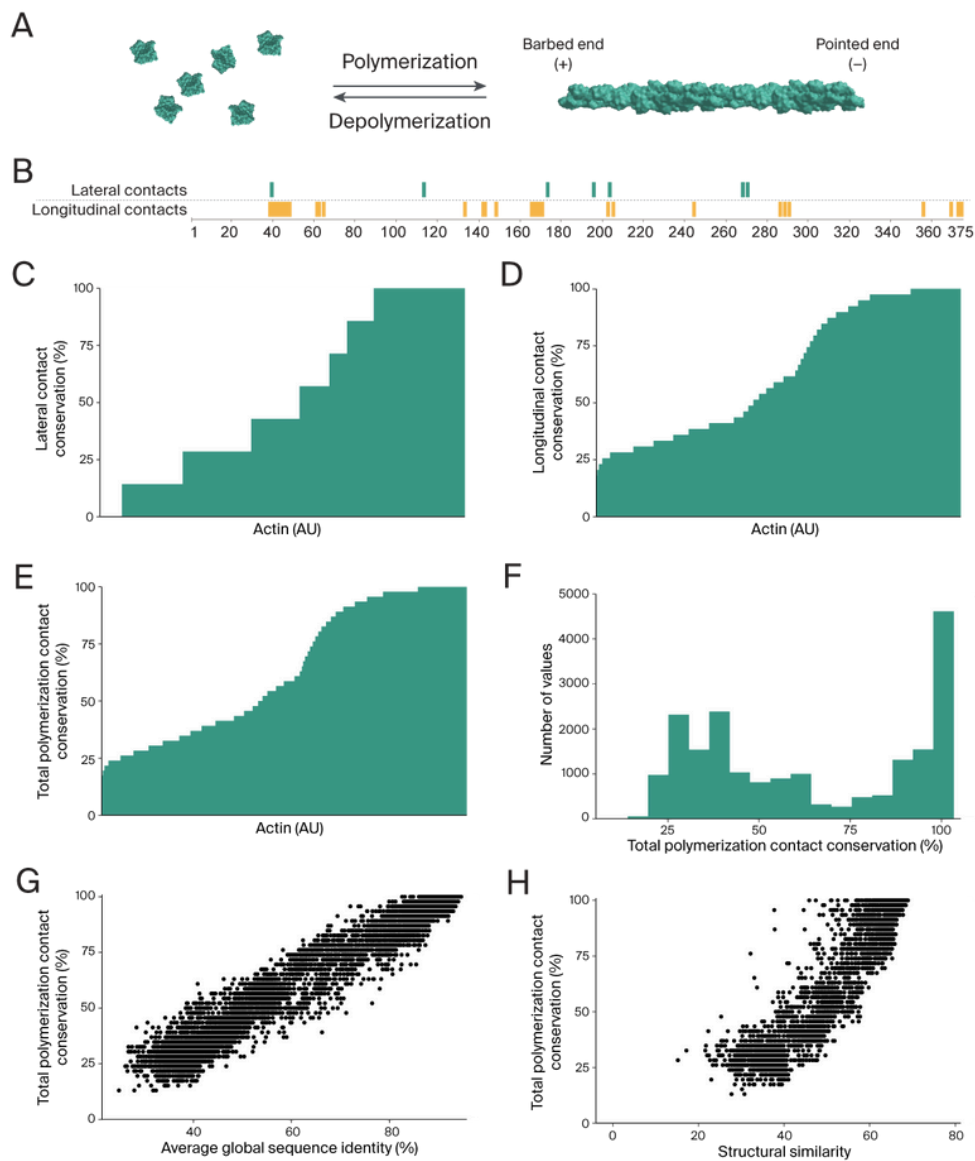 A
Polymerization
Depolymerization
Barbed end
(+)
Pointed end
(−)
B
Lateral contacts
Longitudinal contacts
1 20 40 60 80 100 120 140 160 180 200 220 240 260 280 300 320 340 360 375
C
Lateral contact
conservation (%)
100
75
50
25
0
Actin (AU)
D
Longitudinal contact
conservation (%)
100
75
50
25
0
Actin (AU)
E
Total polymerization contact
conservation (%)
100
75
50
25
0
Actin (AU)
F
Number of values
5000
4000
3000
2000
1000
0
25 50 75 100
Total polymerization contact conservation (%)
G
Total polymerization contact
conservation (%)
100
75
50
25
0
40 60 80
Average global sequence identity (%)
H
Total polymerization contact
conservation (%)
100
75
50
25
0
0 20 40 60 80
Structural similarity